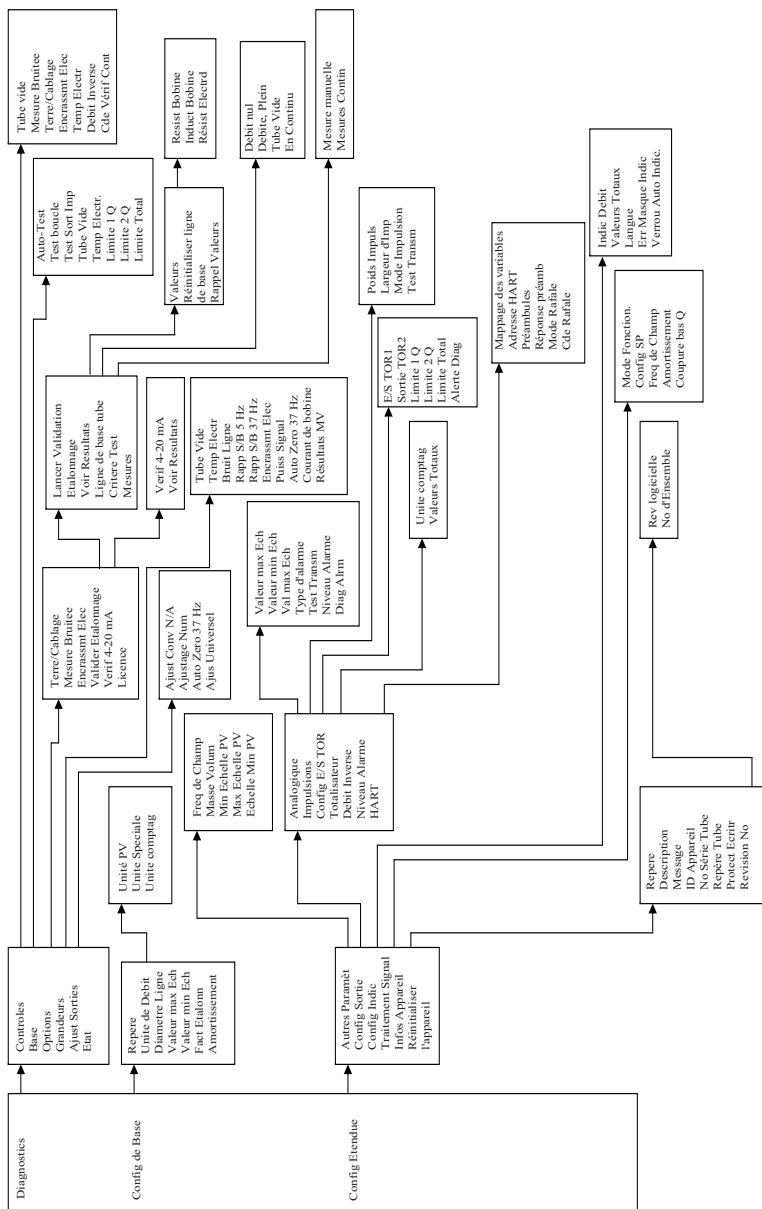 Diagnostics
Config de Base
Config Etendue
Controles
Base
Options
Grandeurs
Ajust Sorties
Etat
Repere
Unite de Debit
Diametre Ligne
Valeur max Ech
Valeur min Ech
Fact Etalonn
Amortissement
Autres Paramèt
Config Sortie
Config Indic
Traitement Signal
Infos Appareil
Réinitialiser
l'appareil
Unité PV
Unite Speciale
Unite comptag
Freq de Champ
Masse Volum
Min Echelle PV
Max Echelle PV
Echelle Min PV
Analogique
Impulsions
Config E/S TOR
Totalisateur
Debit Inverse
Niveau Alarme
HART
Repere
Description
Message
ID Appareil
No Série Tube
Repère Tube
Protect Ecritr
Revision No
Terre/Cablage
Mesure Bruitee
Encrassmt Elec
Valider Etalonnage
Verif 4-20 mA
Licence
Ajust Conv N/A
Ajustage Num
Auto Zero 37 Hz
Ajus Universel
Valeur max Ech
Valeur min Ech
Val max Ech
Type d'alarme
Test Transm
Niveau Alarme
Diag Alrm
Lancer Validation
Etalonnage
Voir Resultats
Ligne de base tube
Critere Test
Mesures
Verif 4-20 mA
Voir Resultats
Tube Vide
Temp Electr
Bruit Ligne
Rapp S/B 5 Hz
Rapp S/B 37 Hz
Encrassmt Elec
Puiss Signal
Auto Zero 37 Hz
Courant de bobine
Résultats MV
Unite comptag
Valeurs Totaux
Rev logicielle
No d'Ensemble
Auto-Test
Test boucle
Test Sort Imp
Tube Vide
Temp Electr.
Limite 1 Q
Limite 2 Q
Limite Total
Valeurs
Réinitialiser ligne
de base
Rappel Valeurs
E/S TOR1
Sortie TOR2
Limite 1 Q
Limite 2 Q
Limite Total
Alerte Diag
Poids Impuls
Largeur d'Imp
Mode Impulsion
Test Transm
Mappage des variables
Adresse HART
Préambules
Réponse préamb
Mode Rafale
Cde Rafale
Mode Fonction.
Config SP
Freq de Champ
Amortissement
Coupure bas Q
Tube vide
Mesure Bruitee
Terre/Cablage
Encrassmt Elec
Temp Electr
Debit Inverse
Cde Vérif Cont
Resist Bobine
Induct Bobine
Résist Electrd
Debit nul
Debite, Plein
Tube Vide
En Continu
Mesure manuelle
Mesures Contin
Indic Debit
Valeurs Totaux
Langue
Err Masque Indic
Verrou Auto Indic.